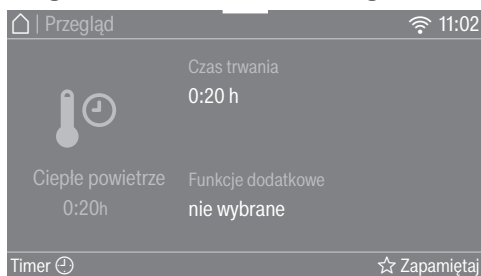 | Przegląd
11:02
Czas trwania
0:20 h
Ciepłe powietrze
0:20h
Funkcje dodatkowe
nie wybrane
Timer
Zapamiętaj